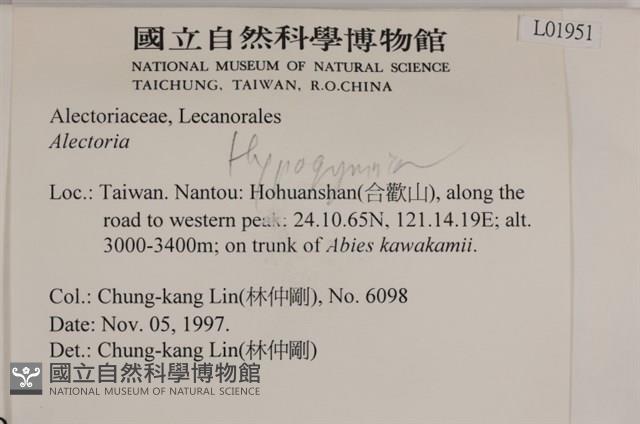 L01951
國立自然科學博物館
NATIONAL MUSEUM OF NATURAL SCIENCE
TAICHUNG, TAIWAN, R.O.CHINA
Alectoriaceae, Lecanorales
Alectoria
Hypogymnia
Loc.: Taiwan. Nantou: Hohuanshan(合歡山), along the
road to western peak: 24.10.65N, 121.14.19E; alt.
3000-3400m; on trunk of Abies kawakamii.
Col.: Chung-kang Lin(林仲剛), No. 6098
Date: Nov. 05, 1997.
Det.: Chung-kang Lin(林仲剛)
國立自然科學博物館
NATIONAL MUSEUM OF NATURAL SCIENCE